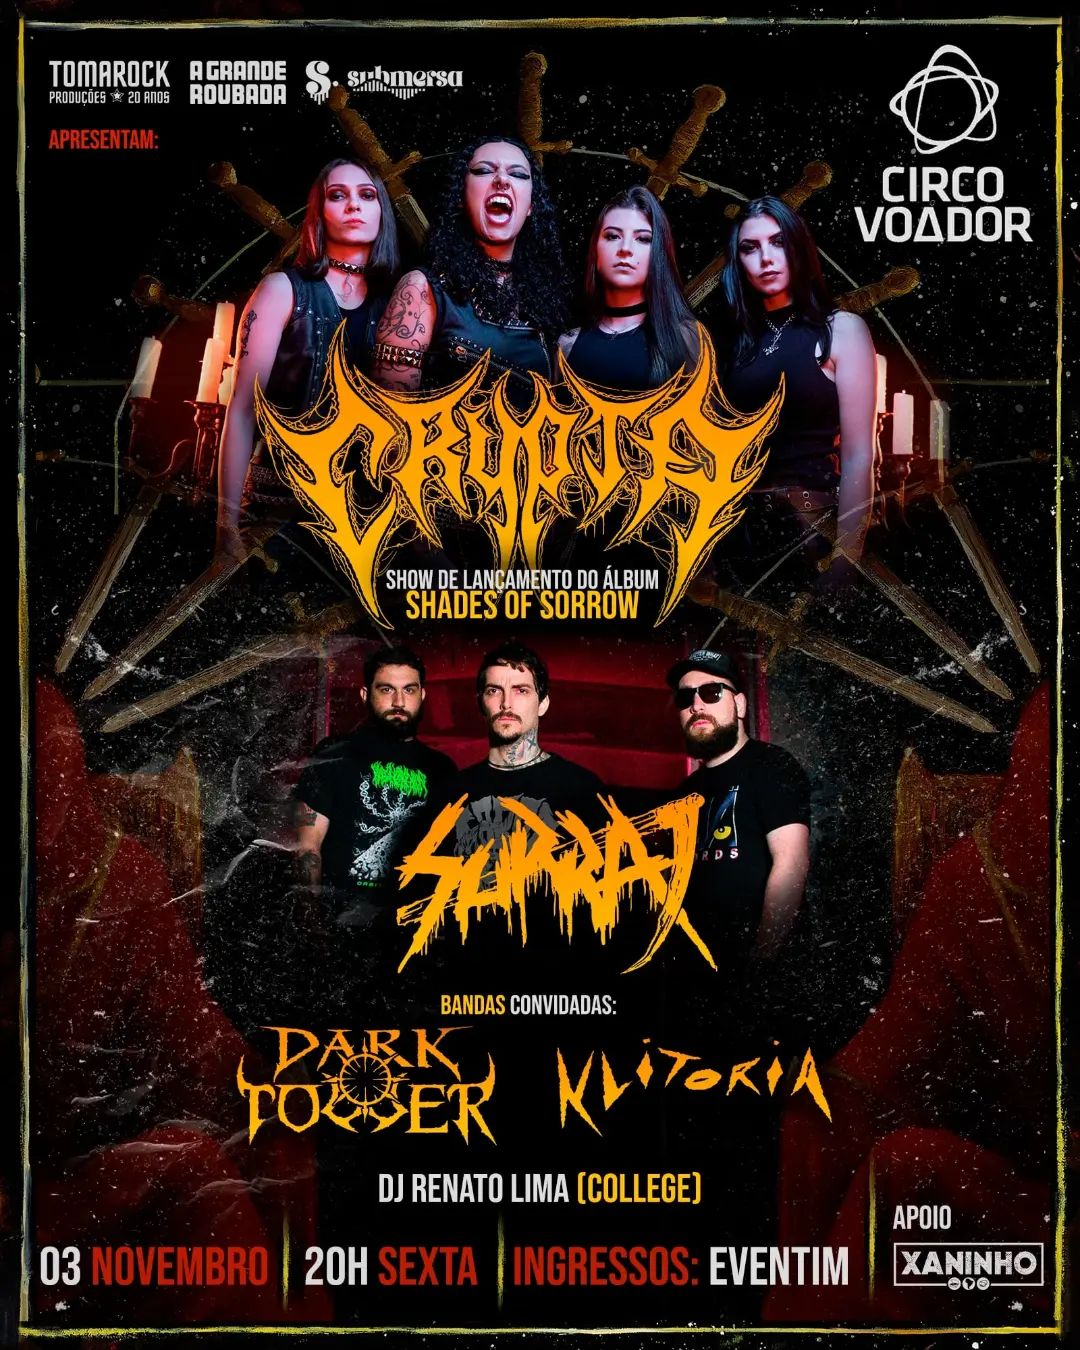 TOMAROCK
PRODUÇÕES ★ 20 ANOS
A GRANDE
ROUBADA
S. submersa
APRESENTAM:
CIRCO
VOADOR
CRYPTA
SHOW DE LANÇAMENTO DO ÁLBUM
SHADES OF SORROW
RDS
SURRA
BANDAS CONVIDADAS:
DARK
TOWER
KLITORIA
DJ RENATO LIMA (COLLEGE)
03 NOVEMBRO
20H SEXTA
INGRESSOS: EVENTIM
APOIO
XANINHO